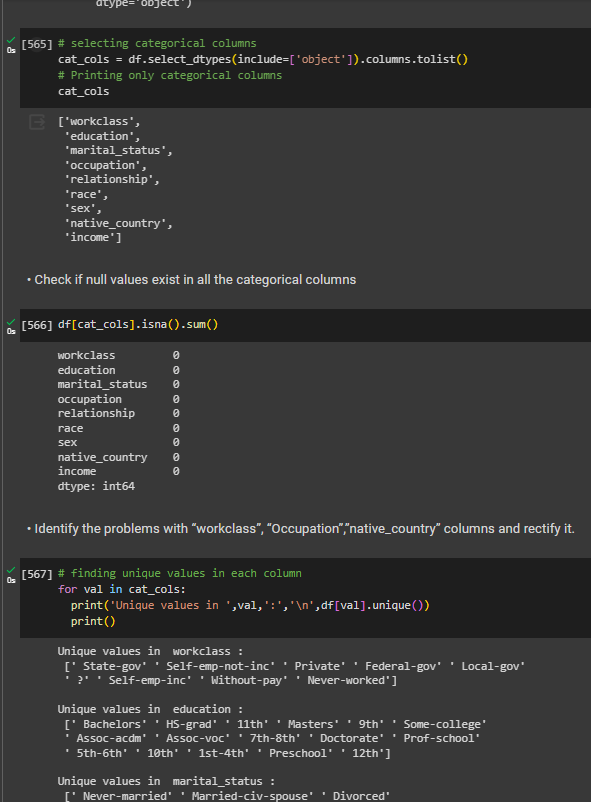 dtype='object')
[565] # selecting categorical columns
0s
cat_cols = df.select_dtypes(include=['object']).columns.tolist()
# Printing only categorical columns
cat_cols
['workclass',
'education',
'marital_status',
'occupation',
'relationship',
'race',
'sex',
'native_country',
'income']
• Check if null values exist in all the categorical columns
[566] df[cat_cols].isna().sum()
0s
workclass 0
education 0
marital_status 0
occupation 0
relationship 0
race 0
sex 0
native_country 0
income 0
dtype: int64
• Identify the problems with “workclass”, “Occupation”,”native_country” columns and rectify it.
[567] # finding unique values in each column
0s
for val in cat_cols:
print('Unique values in ',val,':','\n',df[val].unique())
print()
Unique values in  workclass :
[' State-gov' ' Self-emp-not-inc' ' Private' ' Federal-gov' ' Local-gov'
' ?' ' Self-emp-inc' ' Without-pay' ' Never-worked']
Unique values in  education :
[' Bachelors' ' HS-grad' ' 11th' ' Masters' ' 9th' ' Some-college'
' Assoc-acdm' ' Assoc-voc' ' 7th-8th' ' Doctorate' ' Prof-school'
' 5th-6th' ' 10th' ' 1st-4th' ' Preschool' ' 12th']
Unique values in  marital_status :
[' Never-married' ' Married-civ-spouse' ' Divorced'